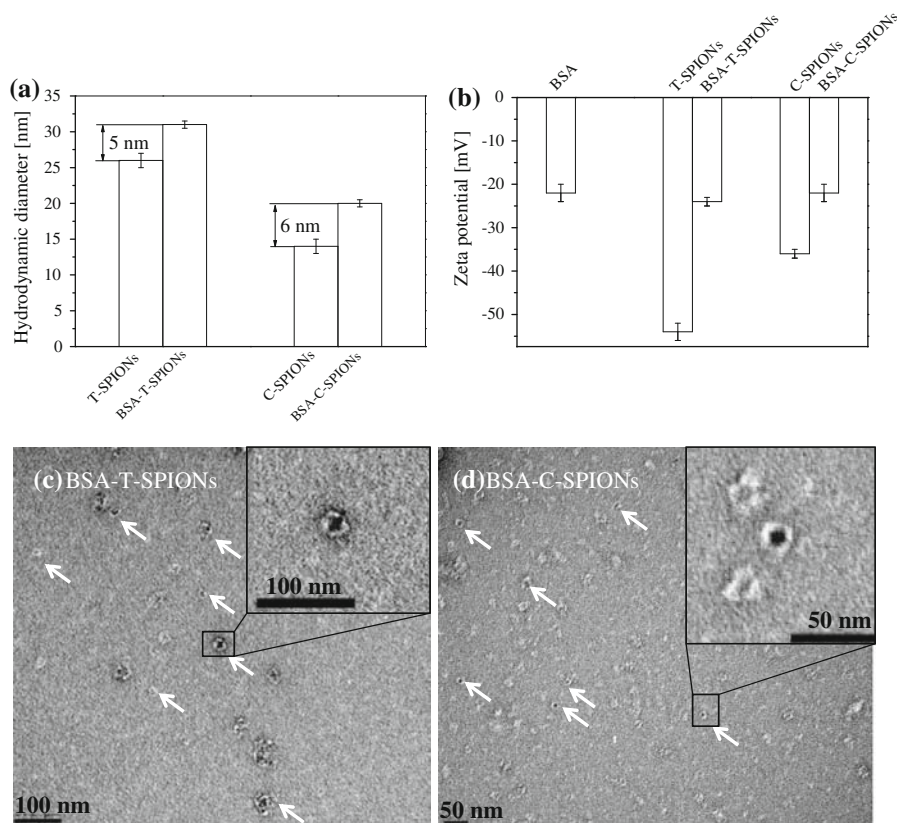 (a)
Hydrodynamic diameter [nm]
35
30
25
20
15
10
5
0
5 nm
6 nm
T-SPIONs
BSA-T-SPIONs
C-SPIONs
BSA-C-SPIONs
(b)
BSA
T-SPIONs
BSA-T-SPIONs
C-SPIONs
BSA-C-SPIONs
Zeta potential [mV]
0
-10
-20
-30
-40
-50
(c) BSA-T-SPIONs
100 nm
100 nm
(d) BSA-C-SPIONs
50 nm
50 nm